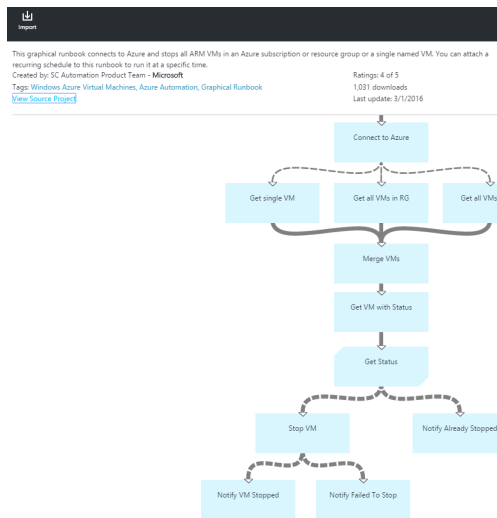 Import
This graphical runbook connects to Azure and stops all ARM VMs in an Azure subscription or resource group or a single named VM. You can attach a
recurring schedule to this runbook to run it at a specific time.
Created by: SC Automation Product Team - Microsoft
Ratings: 4 of 5
Tags: Windows Azure Virtual Machines, Azure Automation, Graphical Runbook
1,031 downloads
View Source Project
Last update: 3/1/2016
Connect to Azure
Get single VM
Get all VMs in RG
Get all VMs
Merge VMs
Get VM with Status
Get Status
Stop VM
Notify Already Stopped
Notify VM Stopped
Notify Failed To Stop